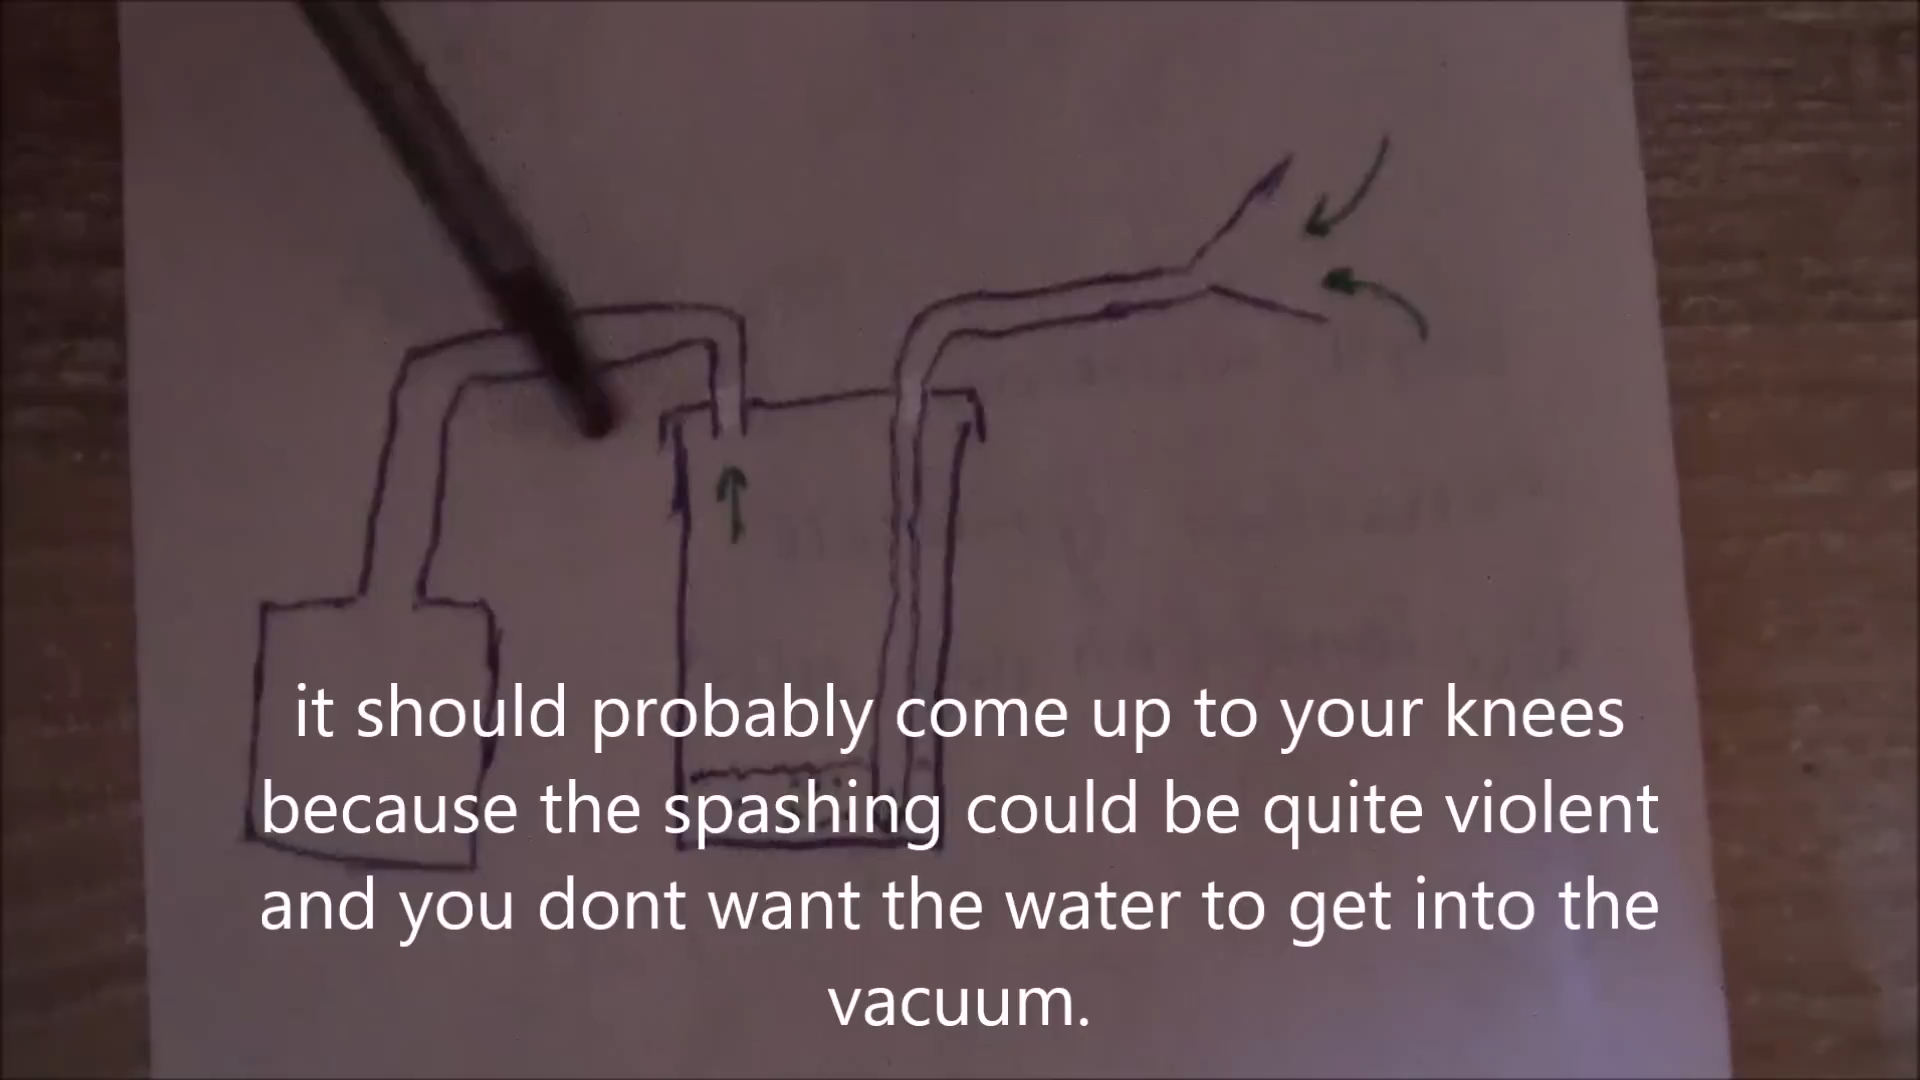 it should probably come up to your knees
because the spashing could be quite violent
and you dont want the water to get into the
vacuum.